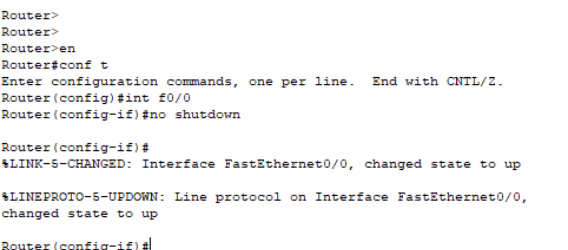 Router>
Router>
Router>en
Router#conf t
Enter configuration commands, one per line.  End with CNTL/Z.
Router(config)#int f0/0
Router(config-if)#no shutdown

Router(config-if)#
%LINK-5-CHANGED: Interface FastEthernet0/0, changed state to up

%LINEPROTO-5-UPDOWN: Line protocol on Interface FastEthernet0/0,
changed state to up

Router(config-if)#